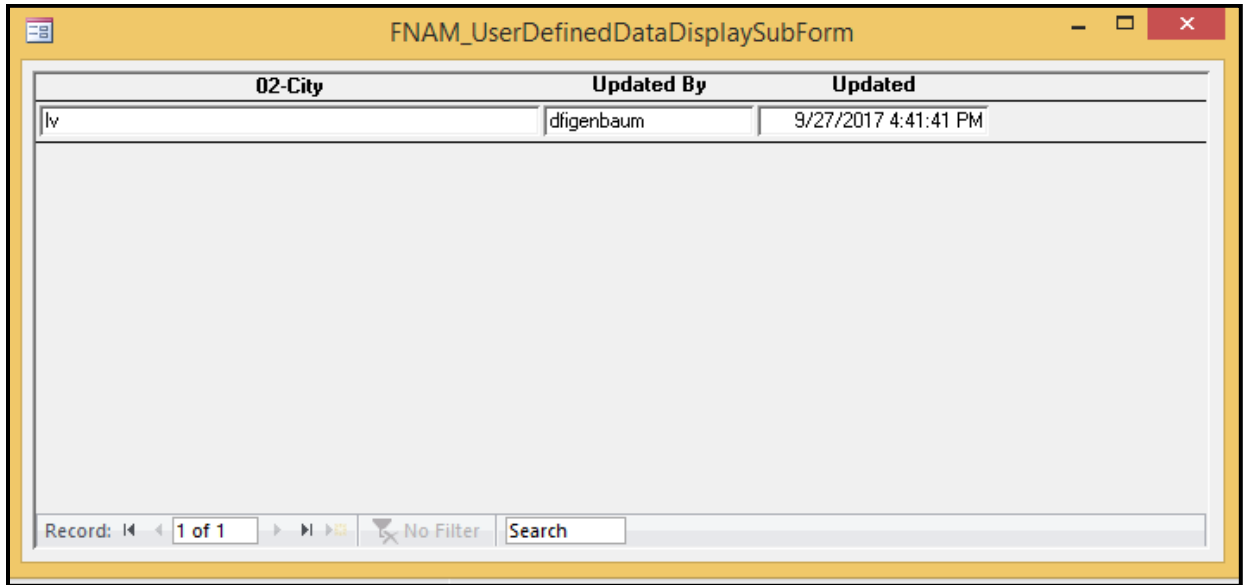 FNAM_UserDefinedDataDisplaySubForm
02-City Updated By Updated
lv dfigenbaum 9/27/2017 4:41:41 PM
Record: 1 of 1 No Filter Search